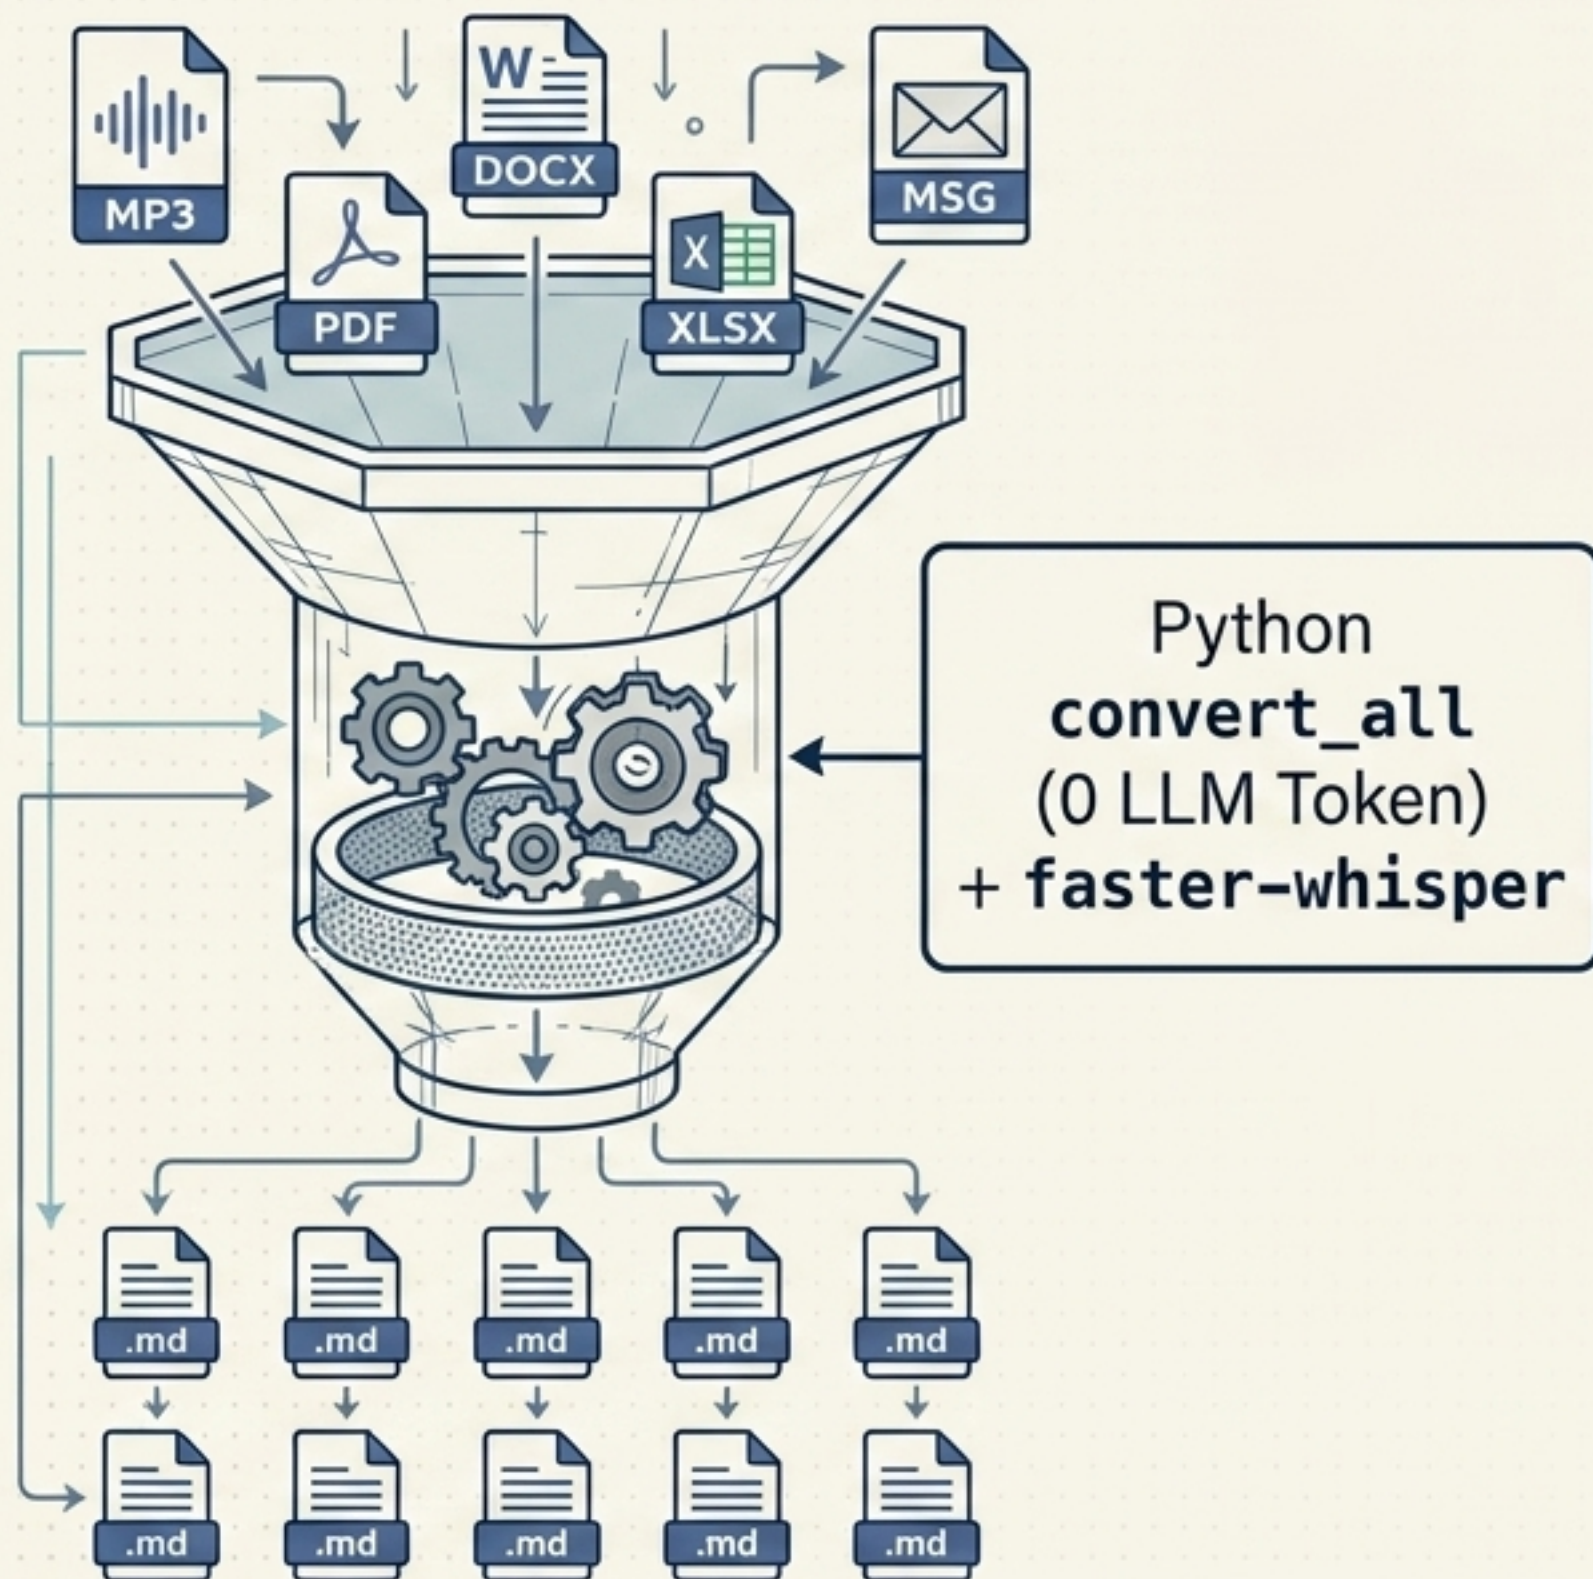 W
DOCX
MP3
MSG
PDF
X
XLSX
Python
convert_all
(0 LLM Token)
+ faster-whisper
.md
.md
.md
.md
.md
.md
.md
.md
.md
.md